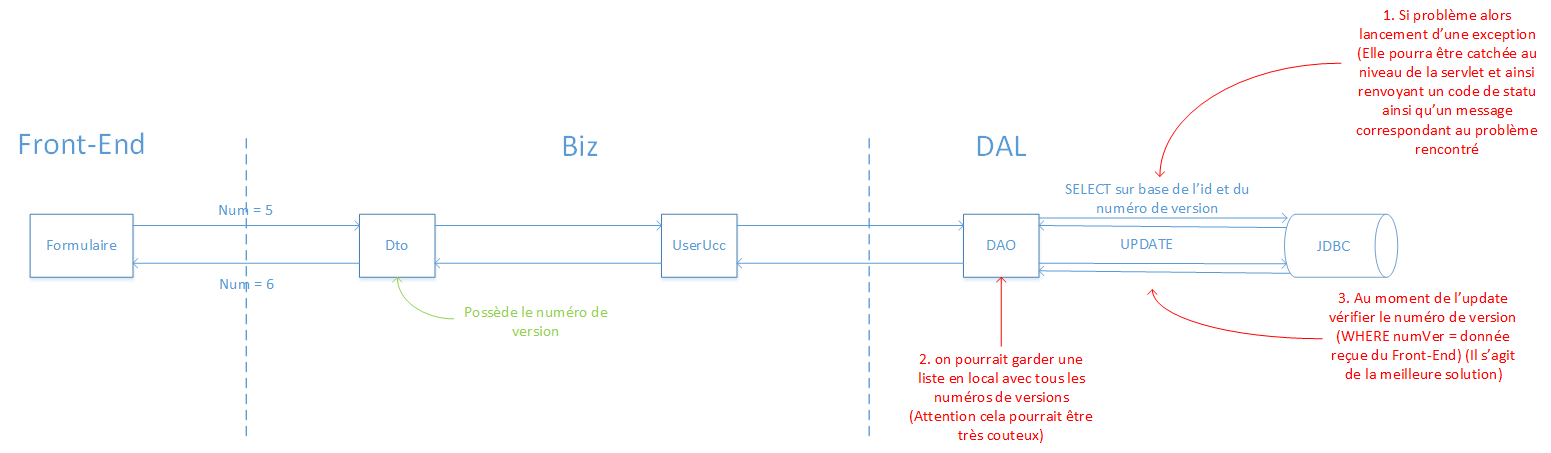 1. Si problème alors
lancement d’une exception
(Elle pourra être catchée au
niveau de la servlet et ainsi
renvoyant un code de statu
ainsi qu’un message
correspondant au problème
rencontré
Front-End
Biz
DAL
SELECT sur base de l’id et du
numéro de version
Num = 5
Formulaire
Dto
UserUcc
DAO
UPDATE
JDBC
Num = 6
Possède le numéro de
version
3. Au moment de l’update
vérifier le numéro de version
(WHERE numVer = donnée
reçue du Front-End) (Il s’agit
de la meilleure solution)
2. on pourrait garder une
liste en local avec tous les
numéros de versions
(Attention cela pourrait être
très couteux)